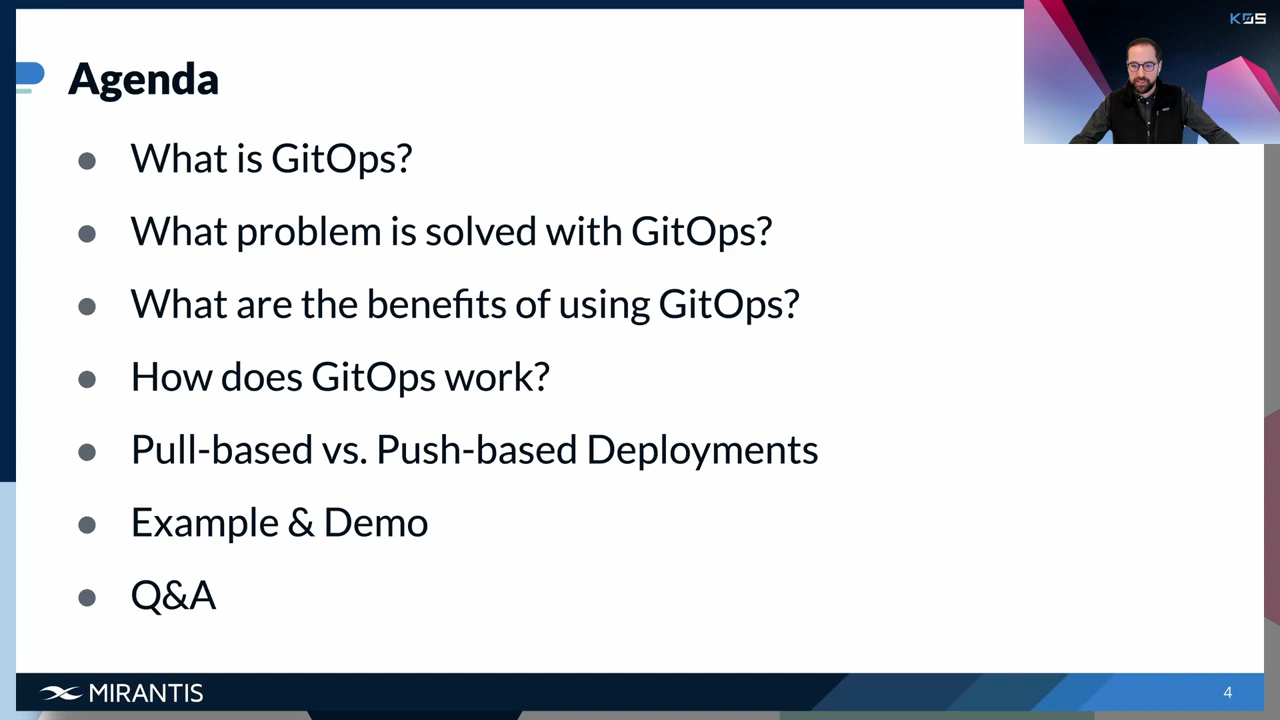 K0S
Agenda
What is GitOps?
What problem is solved with GitOps?
What are the benefits of using GitOps?
How does GitOps work?
Pull-based vs. Push-based Deployments
Example & Demo
Q&A
MIRANTIS
4